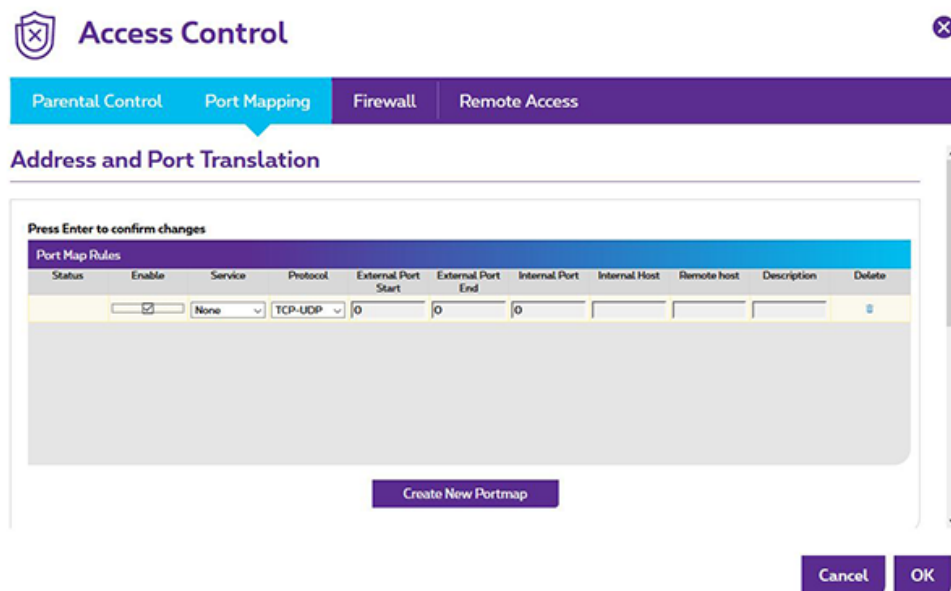 Access Control
Parental Control Port Mapping Firewall Remote Access
Address and Port Translation
Press Enter to confirm changes
Port Map Rules
Status Enable Service Protocol External Port Start External Port End Internal Port Internal Host Remote host Description Delete
None TCP-UDP 0 0 0
Create New Portmap
Cancel OK